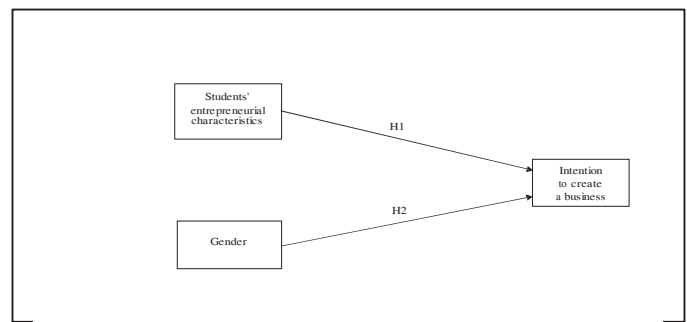 Students'
entrepreneurial
characteristics
H1
Intention
to create
a business
H2
Gender